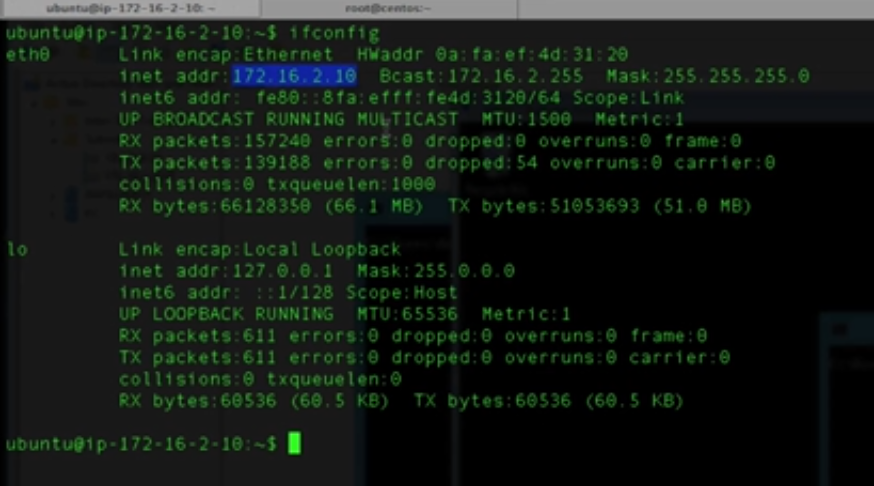 ubuntu@ip-172-16-2-10: ~
root@centos:~
ubuntu@ip-172-16-2-10:~$ ifconfig
eth0 Link encap:Ethernet HWaddr 0a:fa:ef:4d:31:20
inet addr:172.16.2.10 Bcast:172.16.2.255 Mask:255.255.255.0
inet6 addr: fe80::8fa:efff:fe4d:3120/64 Scope:Link
UP BROADCAST RUNNING MULTICAST MTU:1500 Metric:1
RX packets:157240 errors:0 dropped:0 overruns:0 frame:0
TX packets:139188 errors:0 dropped:54 overruns:0 carrier:0
collisions:0 txqueuelen:1000
RX bytes:66128350 (66.1 MB) TX bytes:51053693 (51.0 MB)
lo Link encap:Local Loopback
inet addr:127.0.0.1 Mask:255.0.0.0
inet6 addr: ::1/128 Scope:Host
UP LOOPBACK RUNNING MTU:65536 Metric:1
RX packets:611 errors:0 dropped:0 overruns:0 frame:0
TX packets:611 errors:0 dropped:0 overruns:0 carrier:0
collisions:0 txqueuelen:0
RX bytes:60536 (60.5 KB) TX bytes:60536 (60.5 KB)
ubuntu@ip-172-16-2-10:~$